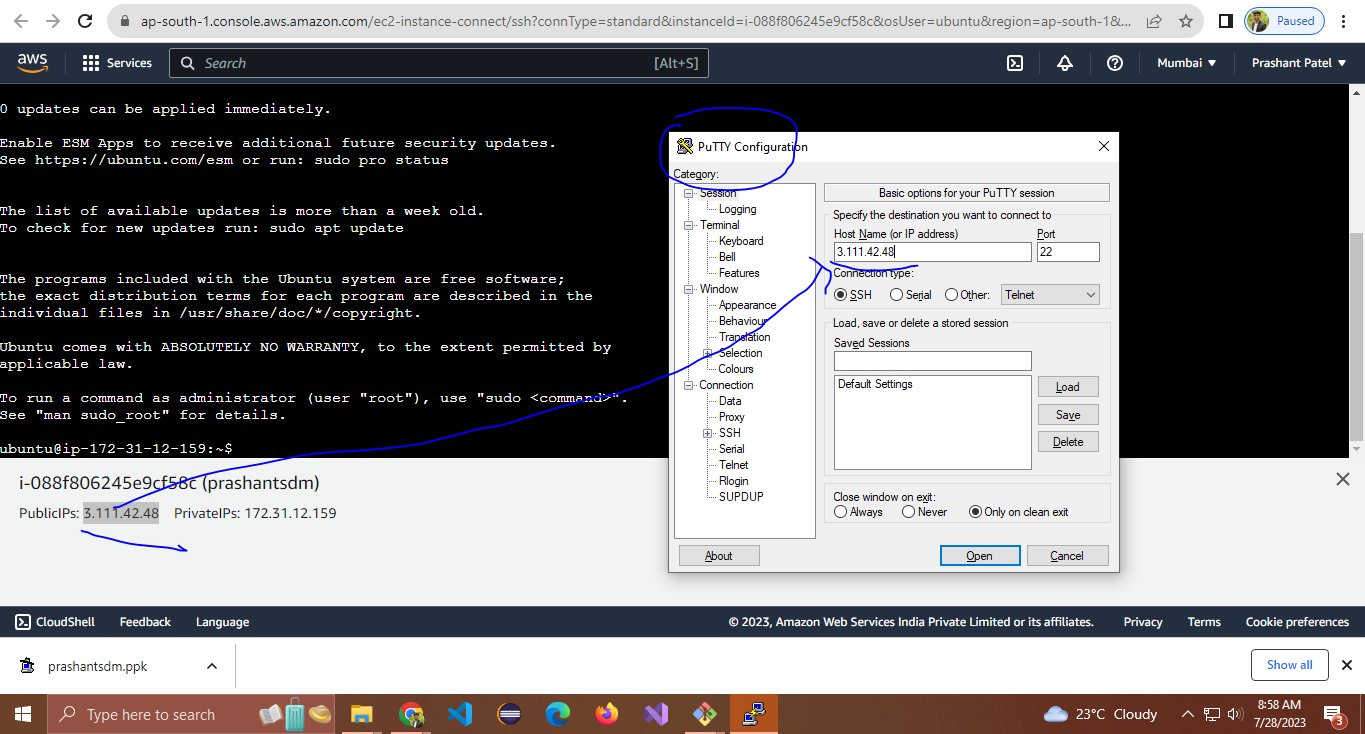 ap-south-1.console.aws.amazon.com/ec2-instance-connect/ssh?connType=standard&instanceId=i-088f806245e9cf58c&osUser=ubuntu&region=ap-south-1&...
Paused
aws
Services
Search
[Alt+S]
Mumbai
Prashant Patel
0 updates can be applied immediately.
Enable ESM Apps to receive additional future security updates.
See https://ubuntu.com/esm or run: sudo pro status
The list of available updates is more than a week old.
To check for new updates run: sudo apt update
The programs included with the Ubuntu system are free software;
the exact distribution terms for each program are described in the
individual files in /usr/share/doc/*/copyright.
Ubuntu comes with ABSOLUTELY NO WARRANTY, to the extent permitted by
applicable law.
To run a command as administrator (user "root"), use "sudo <command>".
See "man sudo_root" for details.
ubuntu@ip-172-31-12-159:~$
PuTTY Configuration
Category:
Session
Logging
Terminal
Keyboard
Bell
Features
Window
Appearance
Behaviour
Translation
Selection
Colours
Connection
Data
Proxy
SSH
Serial
Telnet
Rlogin
SUPDUP
Basic options for your PuTTY session
Specify the destination you want to connect to
Host Name (or IP address)
Port
3.111.42.48
22
Connection type:
SSH
Serial
Other:
Telnet
Load, save or delete a stored session
Saved Sessions
Default Settings
Load
Save
Delete
Close window on exit:
Always
Never
Only on clean exit
About
Open
Cancel
i-088f806245e9cf58c (prashantsdm)
PublicIPs: 3.111.42.48 PrivateIPs: 172.31.12.159
CloudShell
Feedback
Language
© 2023, Amazon Web Services India Private Limited or its affiliates.
Privacy
Terms
Cookie preferences
prashantsdm.ppk
Show all
Type here to search
23°C Cloudy
8:58 AM
7/28/2023
3